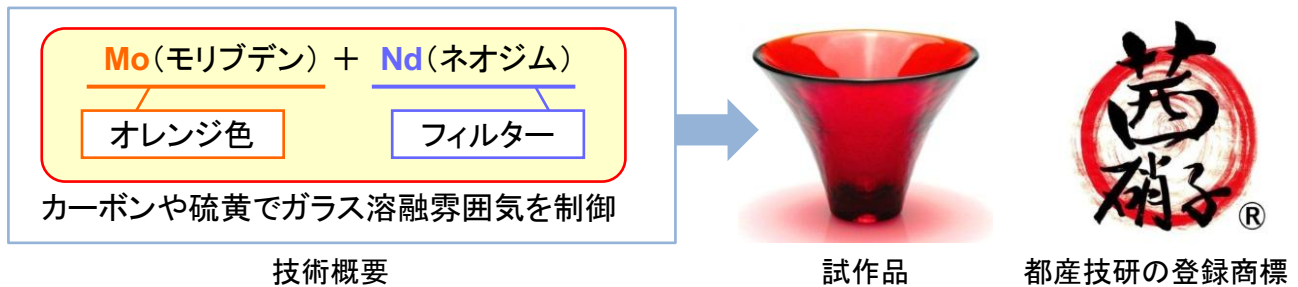 Mo(モリブデン) + Nd(ネオジム)
オレンジ色 フィルター
カーボンや硫黄でガラス溶融雰囲気を制御
茜
硝子
®
技術概要 試作品 都産技研の登録商標